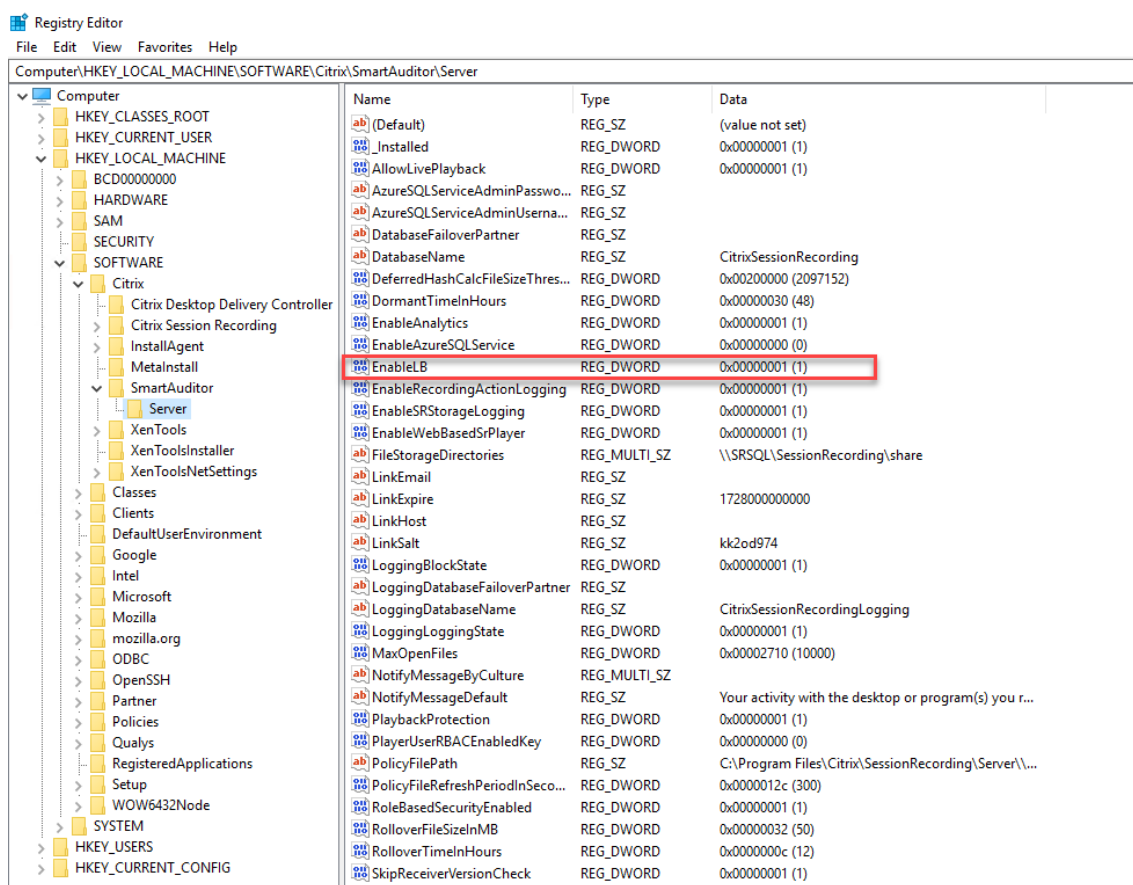 Registry Editor
File Edit View Favorites Help
Computer\HKEY_LOCAL_MACHINE\SOFTWARE\Citrix\SmartAuditor\Server
Computer
HKEY_CLASSES_ROOT
HKEY_CURRENT_USER
HKEY_LOCAL_MACHINE
BCD00000000
HARDWARE
SAM
SECURITY
SOFTWARE
Citrix
Citrix Desktop Delivery Controller
Citrix Session Recording
InstallAgent
MetaInstall
SmartAuditor
Server
XenTools
XenToolsInstaller
XenToolsNetSettings
Classes
Clients
DefaultUserEnvironment
Google
Intel
Microsoft
Mozilla
mozilla.org
ODBC
OpenSSH
Partner
Policies
Qualys
RegisteredApplications
Setup
WOW6432Node
SYSTEM
HKEY_USERS
HKEY_CURRENT_CONFIG
Name Type Data
(Default) REG_SZ (value not set)
_Installed REG_DWORD 0x00000001 (1)
AllowLivePlayback REG_DWORD 0x00000001 (1)
AzureSQLServiceAdminPasswo... REG_SZ
AzureSQLServiceAdminUserna... REG_SZ
DatabaseFailoverPartner REG_SZ
DatabaseName REG_SZ CitrixSessionRecording
DeferredHashCalcFileSizeThres... REG_DWORD 0x00200000 (2097152)
DormantTimeInHours REG_DWORD 0x00000030 (48)
EnableAnalytics REG_DWORD 0x00000001 (1)
EnableAzureSQLService REG_DWORD 0x00000000 (0)
EnableLB REG_DWORD 0x00000001 (1)
EnableRecordingActionLogging REG_DWORD 0x00000001 (1)
EnableSRStorageLogging REG_DWORD 0x00000001 (1)
EnableWebBasedSrPlayer REG_DWORD 0x00000001 (1)
FileStorageDirectories REG_MULTI_SZ \\SRSQL\SessionRecording\share
LinkEmail REG_SZ
LinkExpire REG_SZ 1728000000000
LinkHost REG_SZ
LinkSalt REG_SZ kk2od974
LoggingBlockState REG_DWORD 0x00000001 (1)
LoggingDatabaseFailoverPartner REG_SZ
LoggingDatabaseName REG_SZ CitrixSessionRecordingLogging
LoggingLoggingState REG_DWORD 0x00000001 (1)
MaxOpenFiles REG_DWORD 0x00002710 (10000)
NotifyMessageByCulture REG_MULTI_SZ
NotifyMessageDefault REG_SZ Your activity with the desktop or program(s) you r...
PlaybackProtection REG_DWORD 0x00000001 (1)
PlayerUserRBACEnabledKey REG_DWORD 0x00000000 (0)
PolicyFilePath REG_SZ C:\Program Files\Citrix\SessionRecording\Server\\...
PolicyFileRefreshPeriodInSeco... REG_DWORD 0x0000012c (300)
RoleBasedSecurityEnabled REG_DWORD 0x00000001 (1)
RolloverFileSizeInMB REG_DWORD 0x00000032 (50)
RolloverTimeInHours REG_DWORD 0x0000000c (12)
SkipReceiverVersionCheck REG_DWORD 0x00000001 (1)